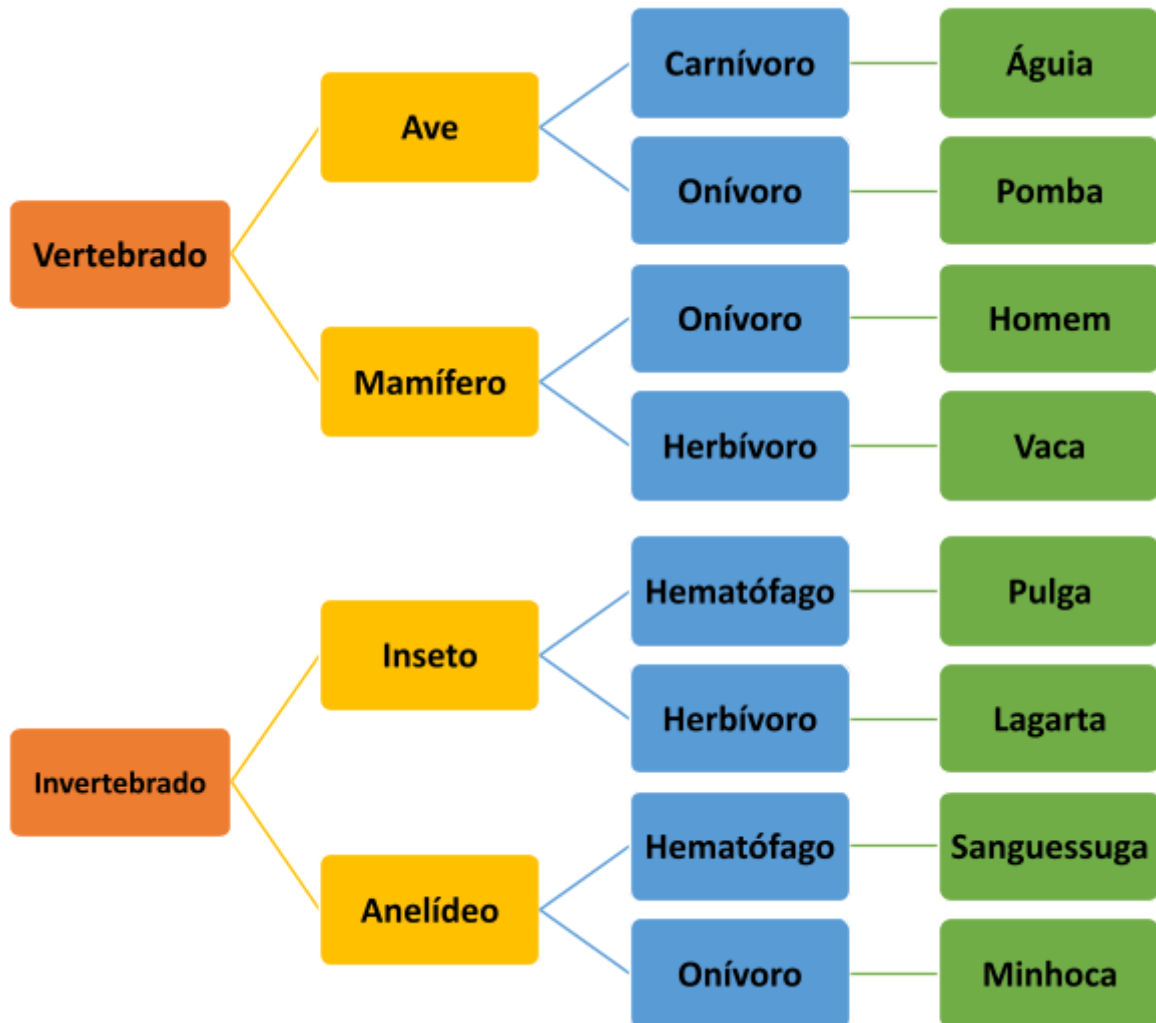 Carnívoro
Águia
Ave
Onívoro
Pomba
Vertebrado
Onívoro
Homem
Mamífero
Herbívoro
Vaca
Hematófago
Pulga
Inseto
Herbívoro
Lagarta
Invertebrado
Hematófago
Sanguessuga
Anelídeo
Onívoro
Minhoca